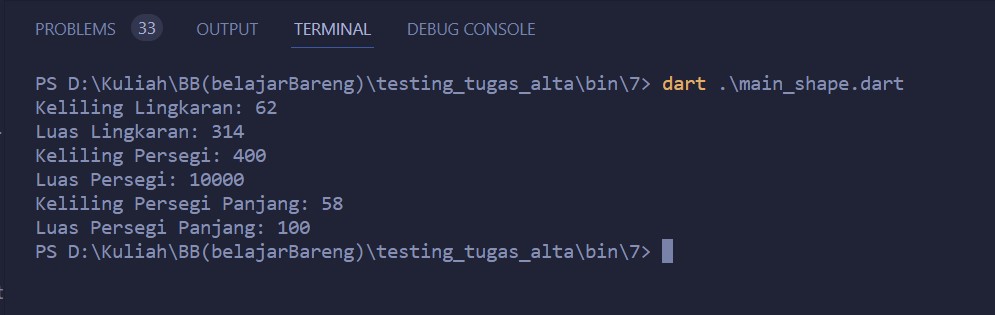 PROBLEMS 33 OUTPUT TERMINAL DEBUG CONSOLE
PS D:\Kuliah\BB(belajarBareng)\testing_tugas_alta\bin\7> dart .\main_shape.dart
Keliling Lingkaran: 62
Luas Lingkaran: 314
Keliling Persegi: 400
Luas Persegi: 10000
Keliling Persegi Panjang: 58
Luas Persegi Panjang: 100
PS D:\Kuliah\BB(belajarBareng)\testing_tugas_alta\bin\7>